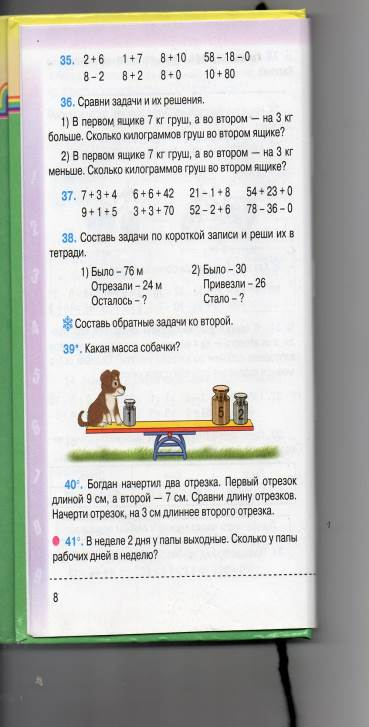 35. 2 + 6 1 + 7 8 + 10 58 – 18 – 0
8 – 2 8 + 2 8 + 0 10 + 80
36. Сравни задачи и их решения.
1) В первом ящике 7 кг груш, а во втором — на 3 кг
больше. Сколько килограммов груш во втором ящике?
2) В первом ящике 7 кг груш, а во втором — на 3 кг
меньше. Сколько килограммов груш во втором ящике?
37. 7 + 3 + 4 6 + 6 + 42 21 – 1 + 8 54 + 23 + 0
9 + 1 + 5 3 + 3 + 70 52 – 2 + 6 78 – 36 – 0
38. Составь задачи по короткой записи и реши их в
тетради.
1) Было – 76 м 2) Было – 30
Отрезали – 24 м Привезли – 26
Осталось – ? Стало – ?
Составь обратные задачи ко второй.
39*. Какая масса собачки?
1 5 2
40°. Богдан начертил два отрезка. Первый отрезок
длиной 9 см, а второй — 7 см. Сравни длину отрезков.
Начерти отрезок, на 3 см длиннее второго отрезка.
41°. В неделе 2 дня у папы выходные. Сколько у папы
рабочих дней в неделю?
8